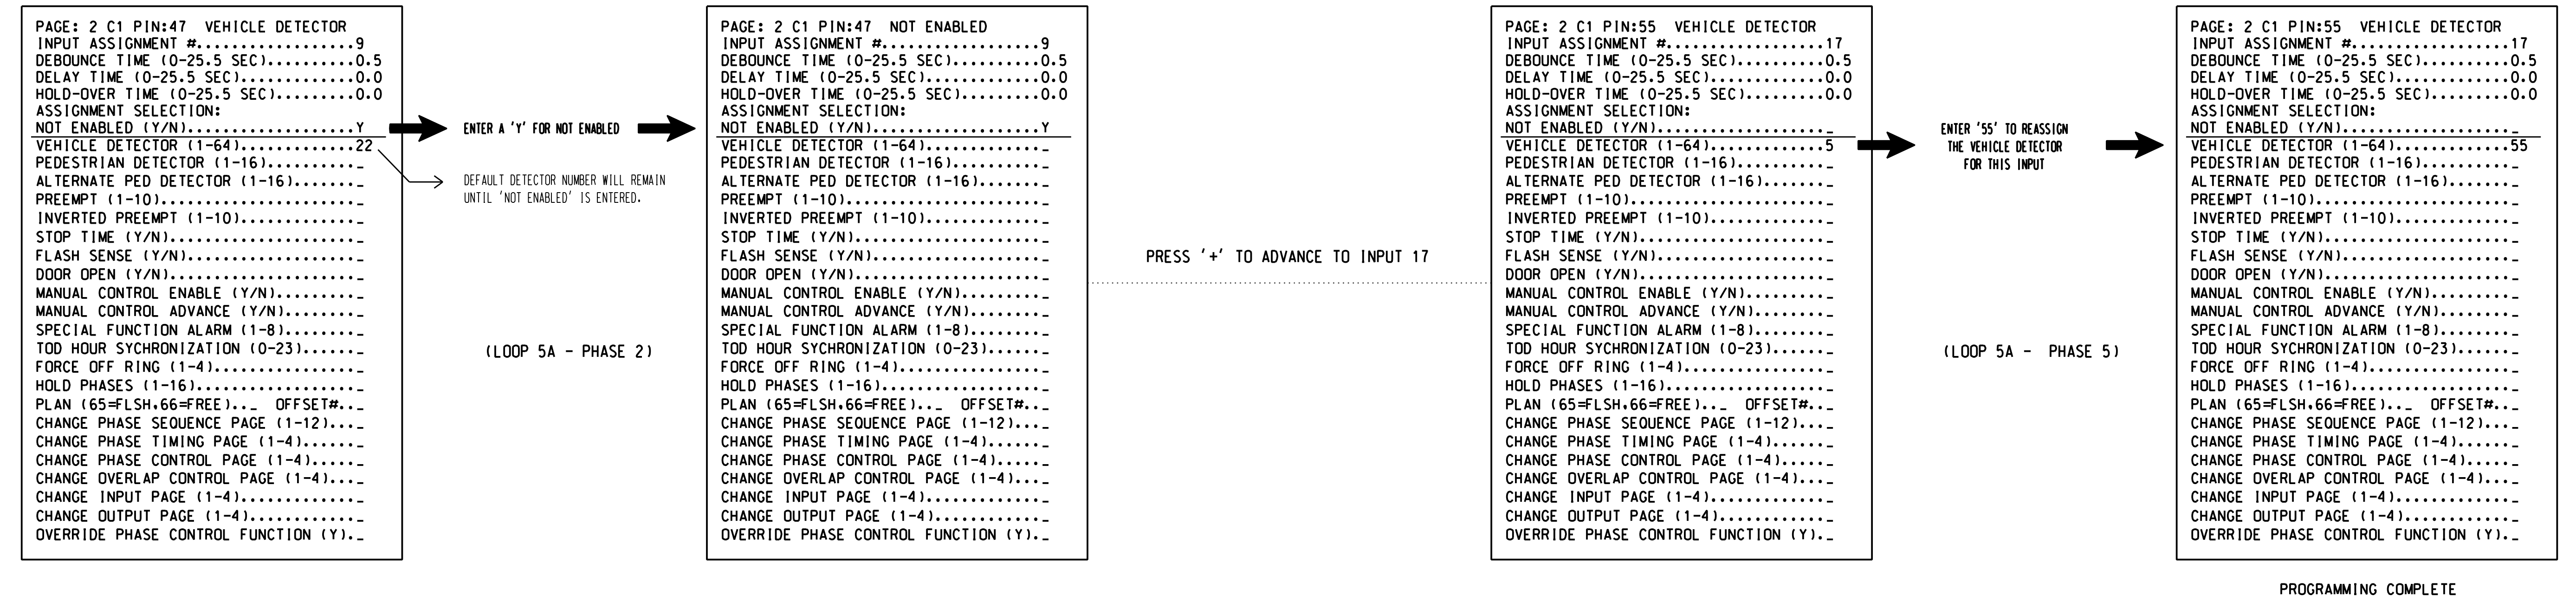 PAGE: 2 C1 PIN:47  VEHICLE DETECTOR
INPUT ASSIGNMENT #..................9
DEBOUNCE TIME (0-25.5 SEC).........0.5
DELAY TIME (0-25.5 SEC)............0.0
HOLD-OVER TIME (0-25.5 SEC)........0.0
ASSIGNMENT SELECTION:
NOT ENABLED (Y/N)...................Y
VEHICLE DETECTOR (1-64).............22
PEDESTRIAN DETECTOR (1-16)..........._
ALTERNATE PED DETECTOR (1-16)......._
PREEMPT (1-10)......................_
INVERTED PREEMPT (1-10)............._
STOP TIME (Y/N)....................._
FLASH SENSE (Y/N)..................._
DOOR OPEN (Y/N)....................._
MANUAL CONTROL ENABLE (Y/N)........._
MANUAL CONTROL ADVANCE (Y/N)........_
SPECIAL FUNCTION ALARM (1-8)........_
TOD HOUR SYCHRONIZATION (0-23)......_
FORCE OFF RING (1-4)................_
HOLD PHASES (1-16).................._
PLAN (65=FLSH,66=FREE).._  OFFSET#.._
CHANGE PHASE SEQUENCE PAGE (1-12)..._
CHANGE PHASE TIMING PAGE (1-4)......_
CHANGE PHASE CONTROL PAGE (1-4)....._
CHANGE OVERLAP CONTROL PAGE (1-4)..._
CHANGE INPUT PAGE (1-4)............._
CHANGE OUTPUT PAGE (1-4)............_
OVERRIDE PHASE CONTROL FUNCTION (Y)._
ENTER A 'Y' FOR NOT ENABLED
DEFAULT DETECTOR NUMBER WILL REMAIN
UNTIL 'NOT ENABLED' IS ENTERED.
(LOOP 5A - PHASE 2)
PAGE: 2 C1 PIN:47  NOT ENABLED
INPUT ASSIGNMENT #..................9
DEBOUNCE TIME (0-25.5 SEC).........0.5
DELAY TIME (0-25.5 SEC)............0.0
HOLD-OVER TIME (0-25.5 SEC)........0.0
ASSIGNMENT SELECTION:
NOT ENABLED (Y/N)...................Y
VEHICLE DETECTOR (1-64)............._
PEDESTRIAN DETECTOR (1-16).........._
ALTERNATE PED DETECTOR (1-16)......._
PREEMPT (1-10)......................_
INVERTED PREEMPT (1-10)............._
STOP TIME (Y/N)....................._
FLASH SENSE (Y/N)..................._
DOOR OPEN (Y/N)....................._
MANUAL CONTROL ENABLE (Y/N)........._
MANUAL CONTROL ADVANCE (Y/N)........_
SPECIAL FUNCTION ALARM (1-8)........_
TOD HOUR SYCHRONIZATION (0-23)......_
FORCE OFF RING (1-4)................_
HOLD PHASES (1-16).................._
PLAN (65=FLSH,66=FREE).._  OFFSET#.._
CHANGE PHASE SEQUENCE PAGE (1-12)..._
CHANGE PHASE TIMING PAGE (1-4)......_
CHANGE PHASE CONTROL PAGE (1-4)....._
CHANGE OVERLAP CONTROL PAGE (1-4)..._
CHANGE INPUT PAGE (1-4)............._
CHANGE OUTPUT PAGE (1-4)............_
OVERRIDE PHASE CONTROL FUNCTION (Y)._
PRESS '+' TO ADVANCE TO INPUT 17
PAGE: 2 C1 PIN:55  VEHICLE DETECTOR
INPUT ASSIGNMENT #..................17
DEBOUNCE TIME (0-25.5 SEC).........0.5
DELAY TIME (0-25.5 SEC)............0.0
HOLD-OVER TIME (0-25.5 SEC)........0.0
ASSIGNMENT SELECTION:
NOT ENABLED (Y/N)..................._
VEHICLE DETECTOR (1-64).............5
PEDESTRIAN DETECTOR (1-16).........._
ALTERNATE PED DETECTOR (1-16)......._
PREEMPT (1-10)......................_
INVERTED PREEMPT (1-10)............._
STOP TIME (Y/N)....................._
FLASH SENSE (Y/N)..................._
DOOR OPEN (Y/N)....................._
MANUAL CONTROL ENABLE (Y/N)........._
MANUAL CONTROL ADVANCE (Y/N)........_
SPECIAL FUNCTION ALARM (1-8)........_
TOD HOUR SYCHRONIZATION (0-23)......_
FORCE OFF RING (1-4)................_
HOLD PHASES (1-16).................._
PLAN (65=FLSH,66=FREE).._  OFFSET#.._
CHANGE PHASE SEQUENCE PAGE (1-12)..._
CHANGE PHASE TIMING PAGE (1-4)......_
CHANGE PHASE CONTROL PAGE (1-4)....._
CHANGE OVERLAP CONTROL PAGE (1-4)..._
CHANGE INPUT PAGE (1-4)............._
CHANGE OUTPUT PAGE (1-4)............_
OVERRIDE PHASE CONTROL FUNCTION (Y)._
ENTER '55' TO REASSIGN
THE VEHICLE DETECTOR
FOR THIS INPUT
(LOOP 5A -  PHASE 5)
PAGE: 2 C1 PIN:55  VEHICLE DETECTOR
INPUT ASSIGNMENT #..................17
DEBOUNCE TIME (0-25.5 SEC).........0.5
DELAY TIME (0-25.5 SEC)............0.0
HOLD-OVER TIME (0-25.5 SEC)........0.0
ASSIGNMENT SELECTION:
NOT ENABLED (Y/N)..................._
VEHICLE DETECTOR (1-64).............55
PEDESTRIAN DETECTOR (1-16).........._
ALTERNATE PED DETECTOR (1-16)......._
PREEMPT (1-10)......................_
INVERTED PREEMPT (1-10)............._
STOP TIME (Y/N)....................._
FLASH SENSE (Y/N)..................._
DOOR OPEN (Y/N)....................._
MANUAL CONTROL ENABLE (Y/N)........._
MANUAL CONTROL ADVANCE (Y/N)........_
SPECIAL FUNCTION ALARM (1-8)........_
TOD HOUR SYCHRONIZATION (0-23)......_
FORCE OFF RING (1-4)................_
HOLD PHASES (1-16).................._
PLAN (65=FLSH,66=FREE).._  OFFSET#.._
CHANGE PHASE SEQUENCE PAGE (1-12)..._
CHANGE PHASE TIMING PAGE (1-4)......_
CHANGE PHASE CONTROL PAGE (1-4)....._
CHANGE OVERLAP CONTROL PAGE (1-4)..._
CHANGE INPUT PAGE (1-4)............._
CHANGE OUTPUT PAGE (1-4)............_
OVERRIDE PHASE CONTROL FUNCTION (Y)._
PROGRAMMING COMPLETE